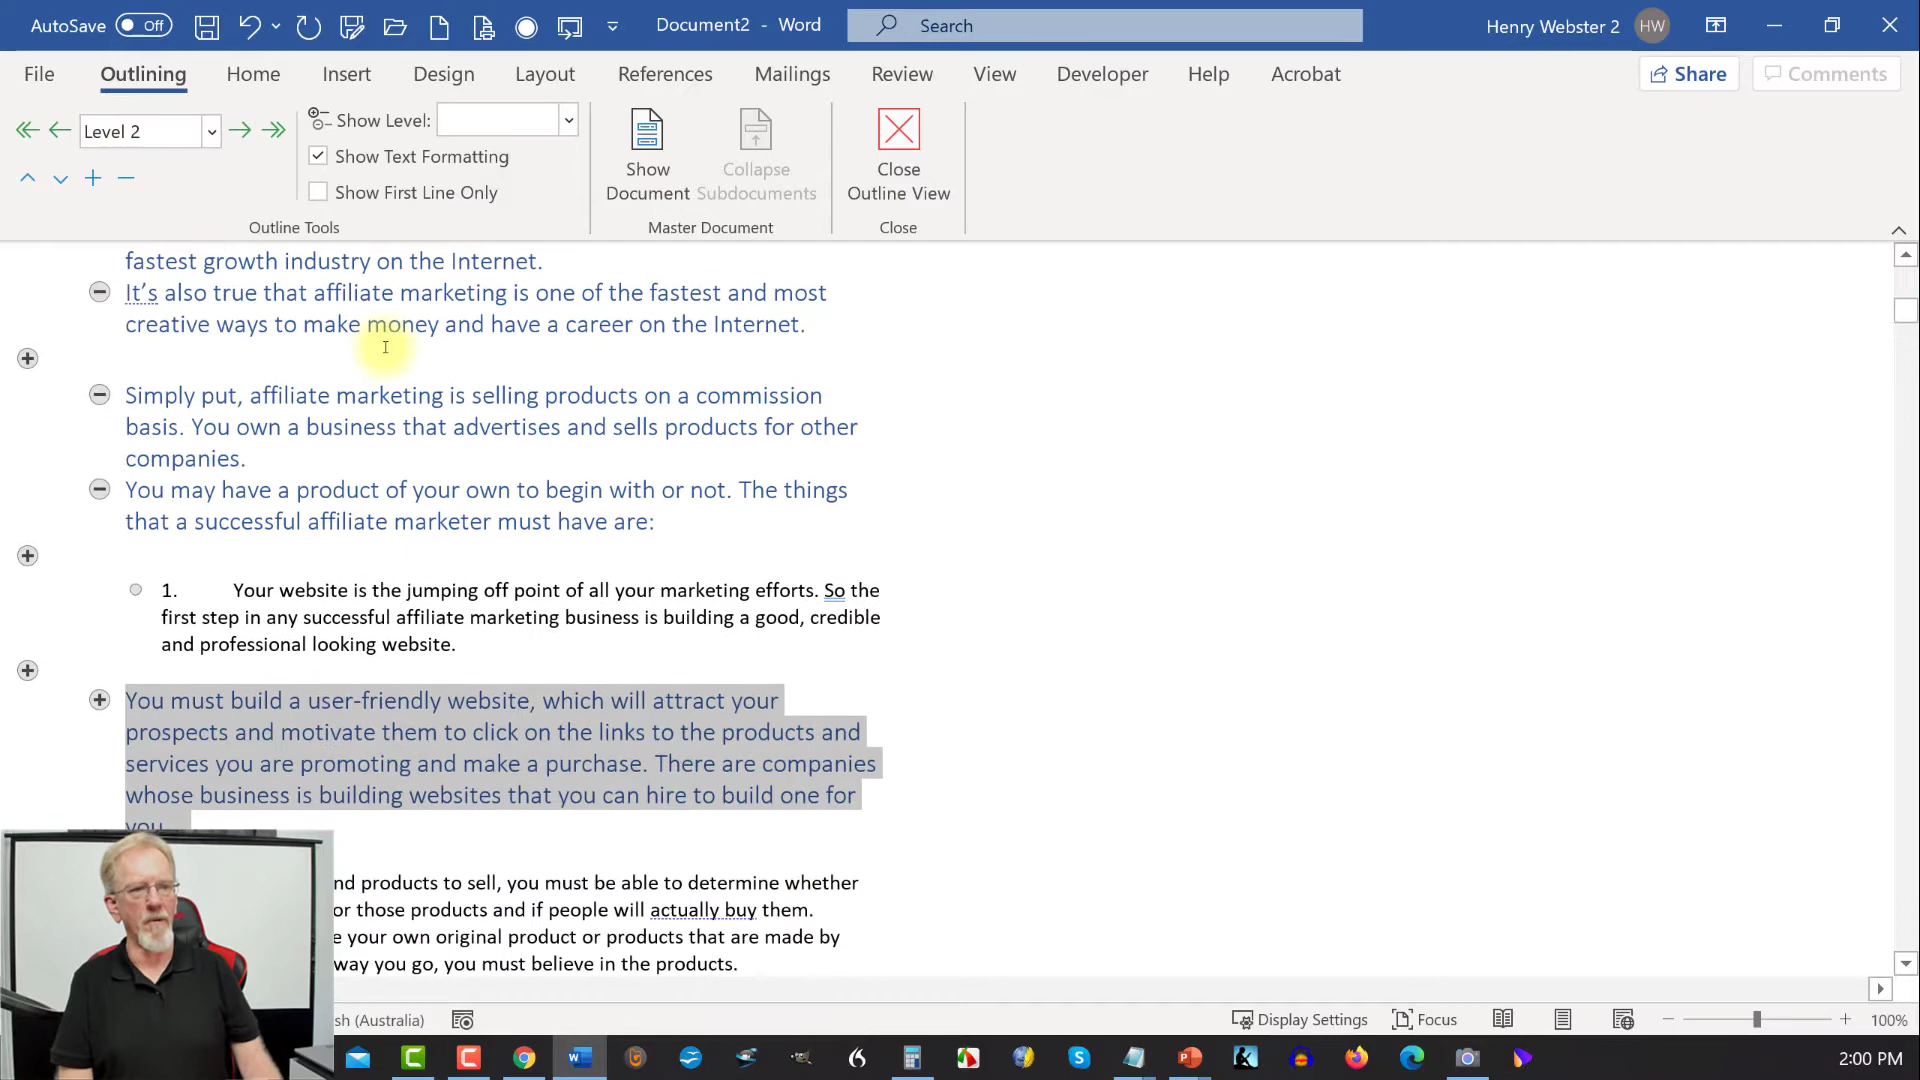 AutoSave Off Document2 - Word Search Henry Webster 2 HW
File Outlining Home Insert Design Layout References Mailings Review View Developer Help Acrobat Share Comments
Level 2
Show Level:
Show Text Formatting
Show First Line Only
Outline Tools
Show
Document
Collapse
Subdocuments
Master Document
Close
Outline View
Close
fastest growth industry on the Internet.
It’s also true that affiliate marketing is one of the fastest and most
creative ways to make money and have a career on the Internet.
Simply put, affiliate marketing is selling products on a commission
basis. You own a business that advertises and sells products for other
companies.
You may have a product of your own to begin with or not. The things
that a successful affiliate marketer must have are:
1. Your website is the jumping off point of all your marketing efforts. So the
first step in any successful affiliate marketing business is building a good, credible
and professional looking website.
You must build a user-friendly website, which will attract your
prospects and motivate them to click on the links to the products and
services you are promoting and make a purchase. There are companies
whose business is building websites that you can hire to build one for
you.
nd products to sell, you must be able to determine whether
or those products and if people will actually buy them.
e your own original product or products that are made by
way you go, you must believe in the products.
sh (Australia) Display Settings Focus 100%
2:00 PM